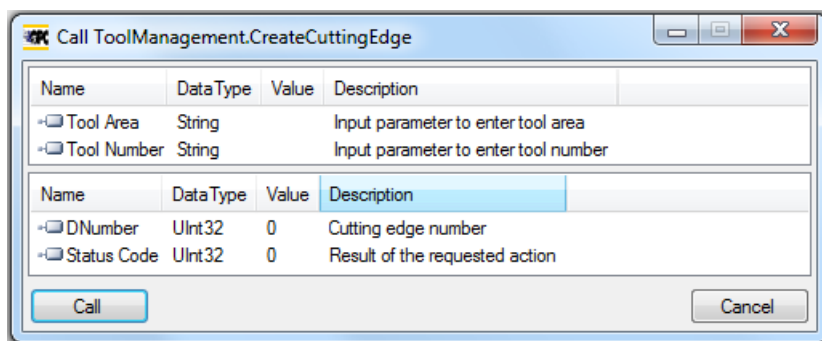 OPC Call ToolManagement.CreateCuttingEdge
Name DataType Value Description
Tool Area String Input parameter to enter tool area
Tool Number String Input parameter to enter tool number
Name DataType Value Description
DNumber UInt32 0 Cutting edge number
Status Code UInt32 0 Result of the requested action
Call Cancel